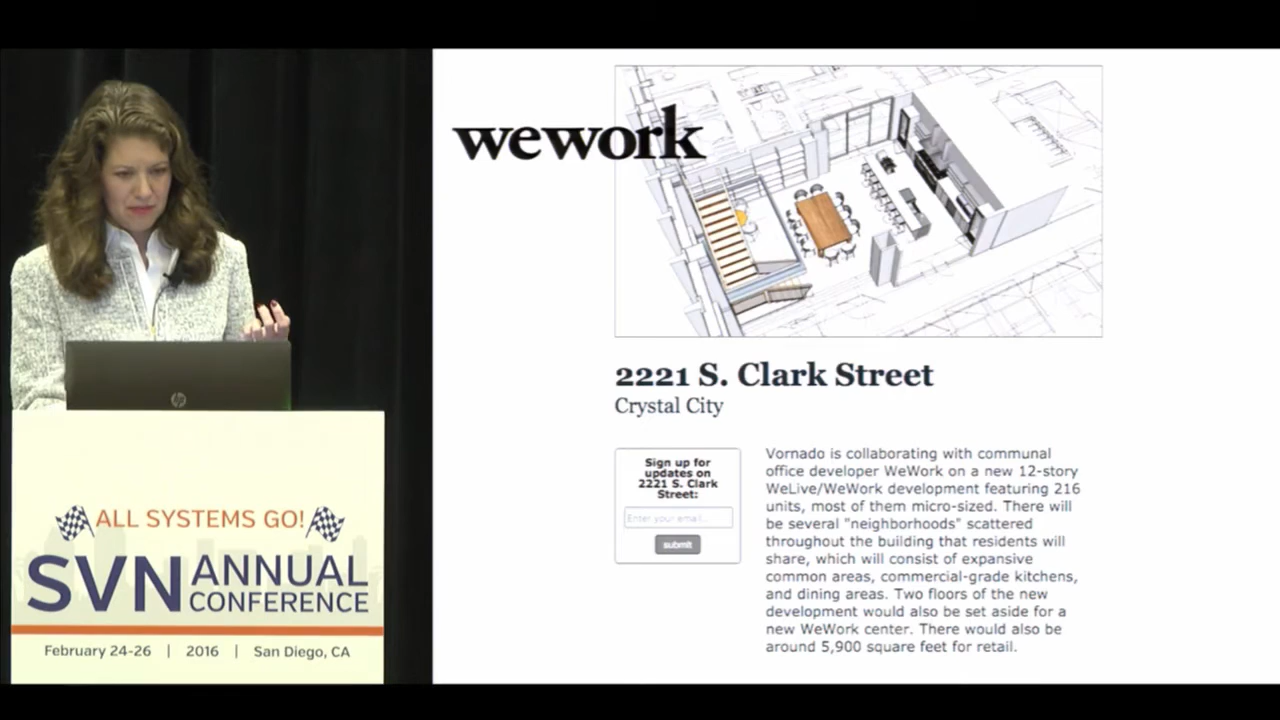 wework
2221 S. Clark Street
Crystal City
Sign up for
updates on
2221 S. Clark
Street:
Enter your email...
submit
Vornado is collaborating with communal
office developer WeWork on a new 12-story
WeLive/WeWork development featuring 216
units, most of them micro-sized. There will
be several "neighborhoods" scattered
throughout the building that residents will
share, which will consist of expansive
common areas, commercial-grade kitchens,
and dining areas. Two floors of the new
development would also be set aside for a
new WeWork center. There would also be
around 5,900 square feet for retail.
hp
ALL SYSTEMS GO!
SVN ANNUAL
CONFERENCE
February 24-26 | 2016 | San Diego, CA